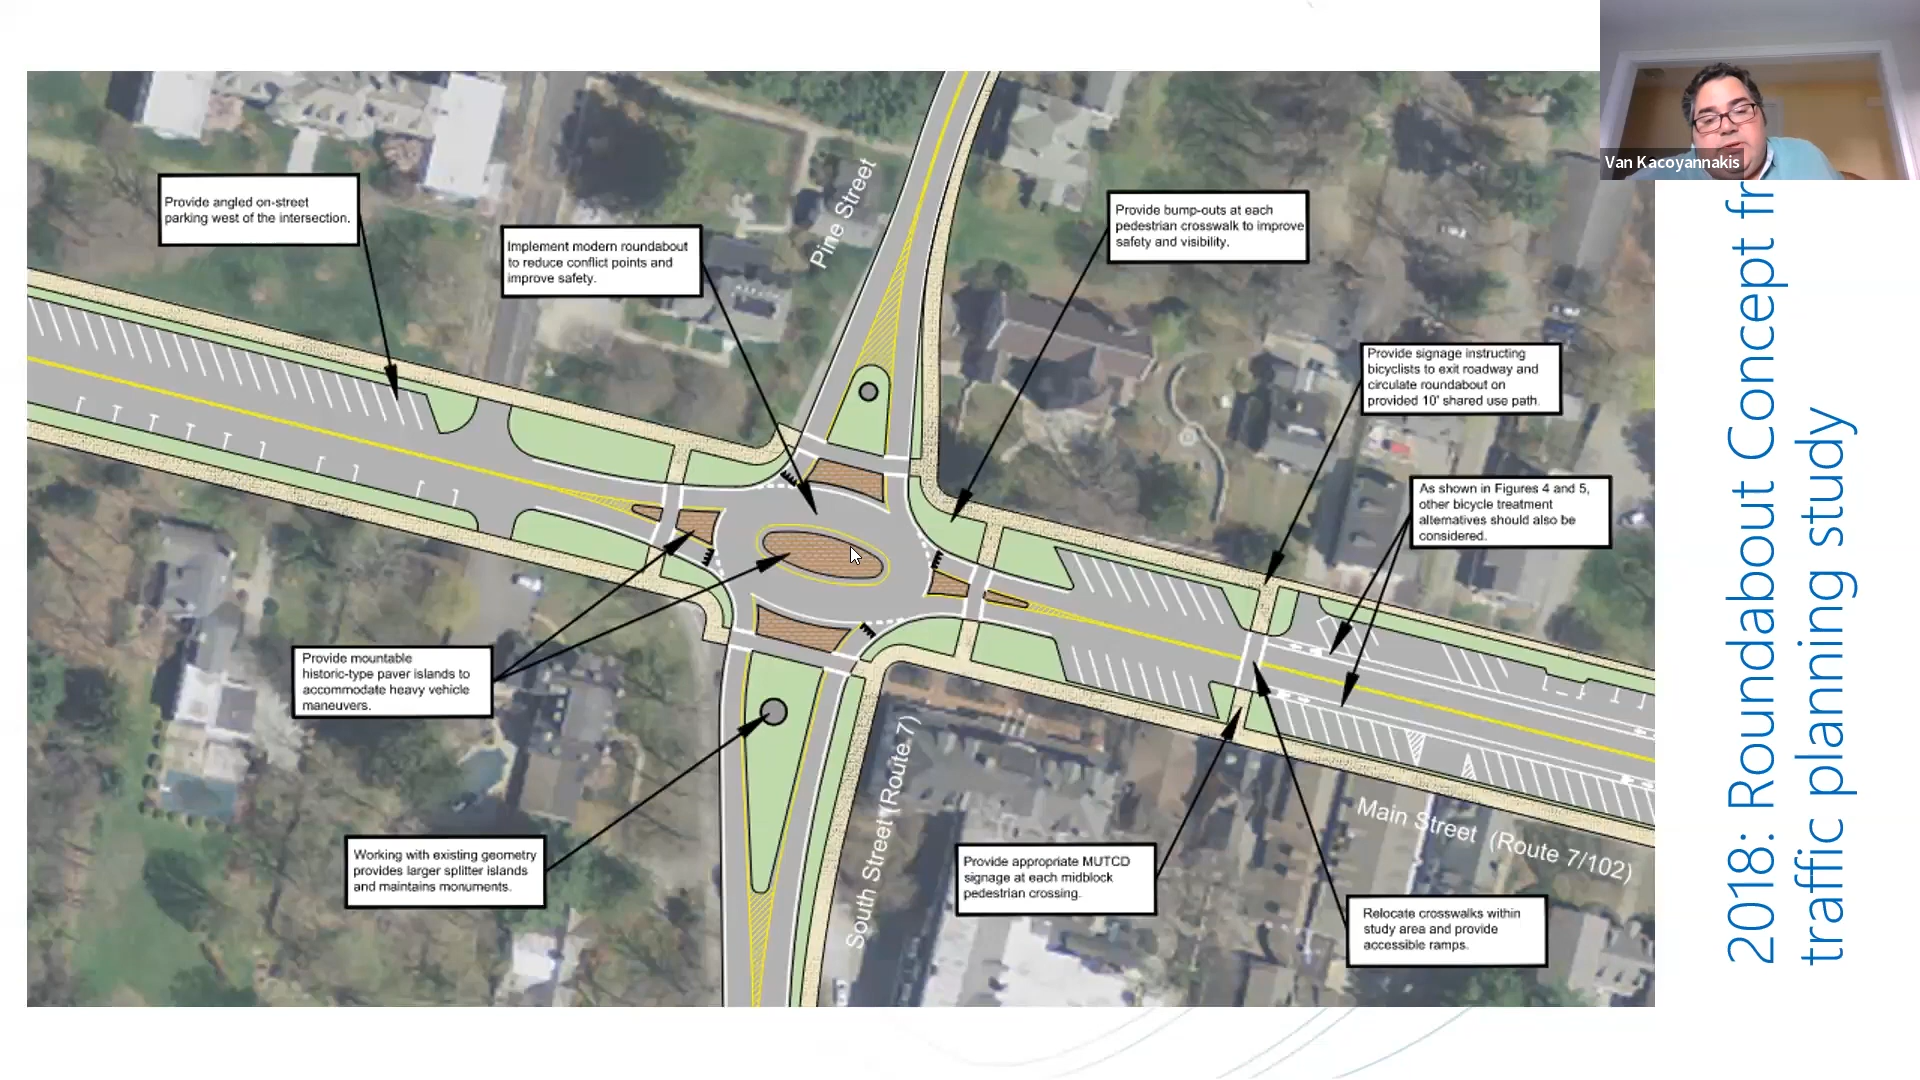 Van Kacoyannakis
Provide angled on-street
parking west of the intersection.
Implement modern roundabout
to reduce conflict points and
improve safety.
Pine Street
Provide bump-outs at each
pedestrian crosswalk to improve
safety and visibility.
Provide signage instructing
bicyclists to exit roadway and
circulate roundabout on
provided 10' shared use path.
As shown in Figures 4 and 5,
other bicycle treatment
alternatives should also be
considered.
Provide mountable
historic-type paver islands to
accommodate heavy vehicle
maneuvers.
Working with existing geometry
provides larger splitter islands
and maintains monuments.
South Street (Route 7)
Provide appropriate MUTCD
signage at each midblock
pedestrian crossing.
Main Street (Route 7/102)
Relocate crosswalks within
study area and provide
accessible ramps.
2018: Roundabout Concept fr
traffic planning study